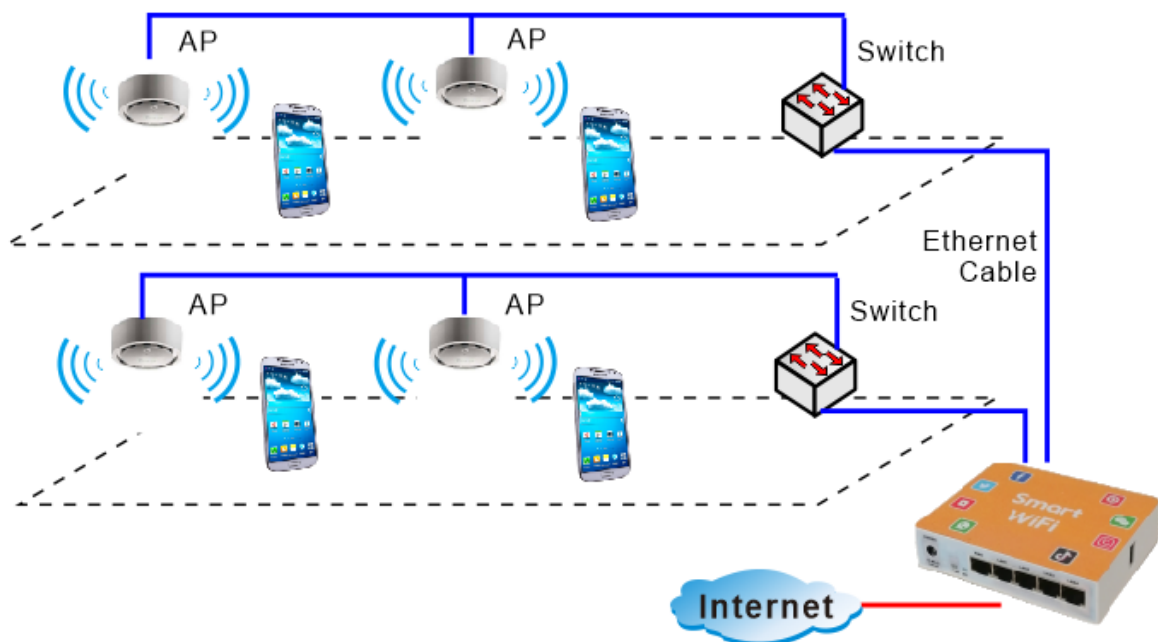 AP
AP
Switch
Ethernet
Cable
AP
AP
Switch
Smart
WiFi
Internet